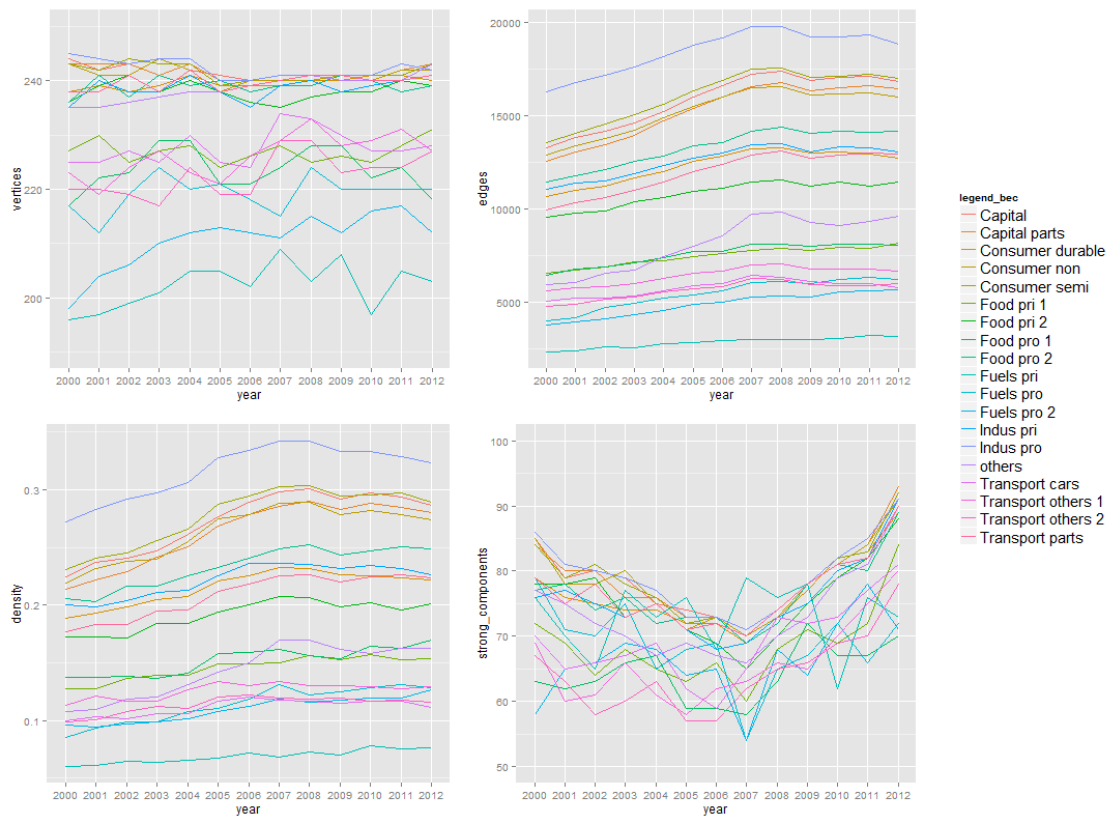 240
220
200
vertices
2000 2001 2002 2003 2004 2005 2006 2007 2008 2009 2010 2011 2012
year
20000
15000
10000
5000
edges
2000 2001 2002 2003 2004 2005 2006 2007 2008 2009 2010 2011 2012
year
0.3
0.2
0.1
density
2000 2001 2002 2003 2004 2005 2006 2007 2008 2009 2010 2011 2012
year
100
90
80
70
60
50
strong_components
2000 2001 2002 2003 2004 2005 2006 2007 2008 2009 2010 2011 2012
year
legend_bec
Capital
Capital parts
Consumer durable
Consumer non
Consumer semi
Food pri 1
Food pri 2
Food pro 1
Food pro 2
Fuels pri
Fuels pro
Fuels pro 2
Indus pri
Indus pro
others
Transport cars
Transport others 1
Transport others 2
Transport parts